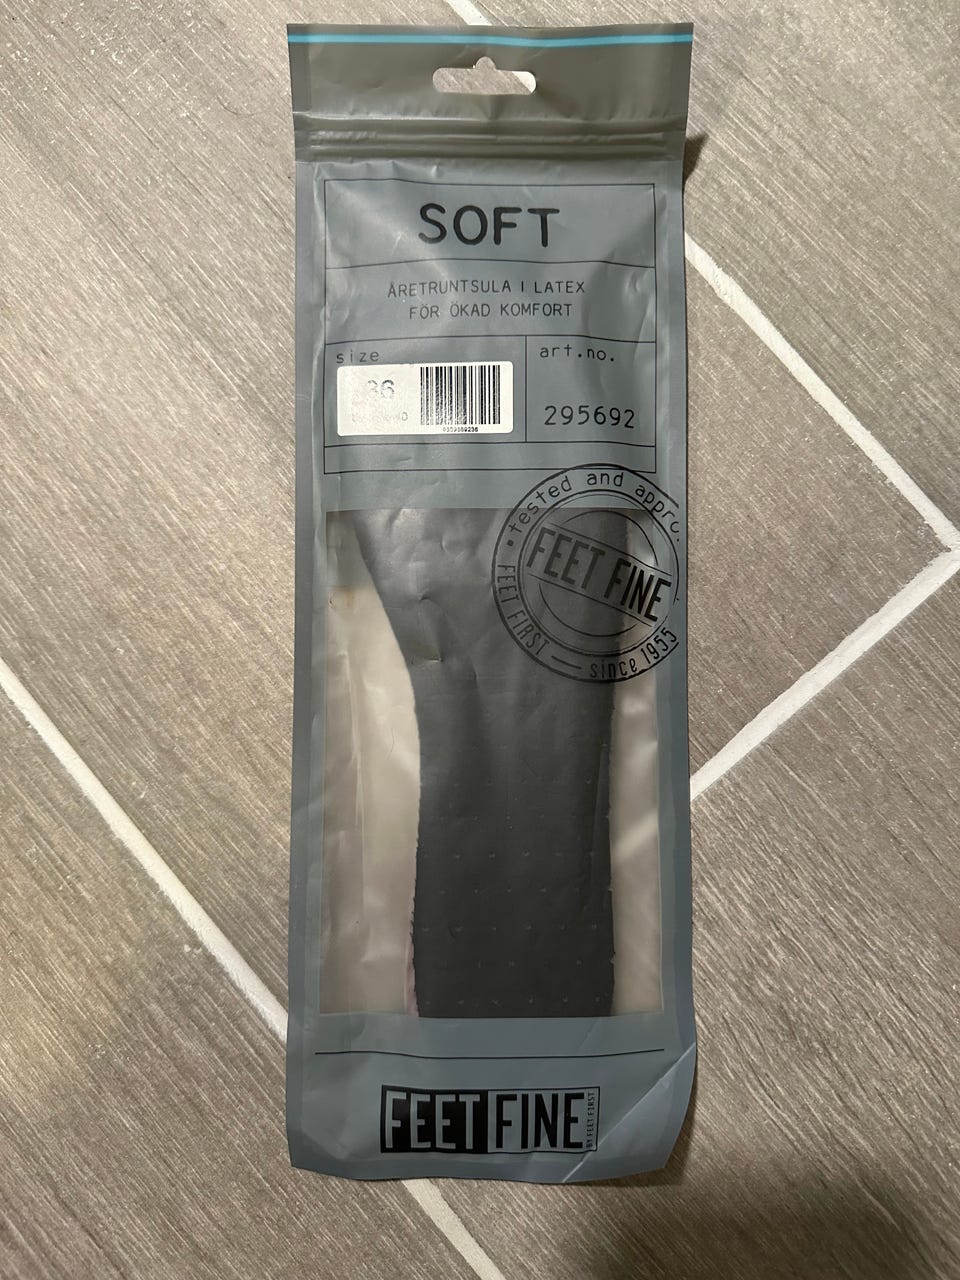 SOFT
ÅRETRUNTSULA I LATEX
FÖR ÖKAD KOMFORT
size
art.no.
36
295692
tested and appro
FEET FINE
FEET FIRST
since 1955
FEET FINE
BY FEET FIRST